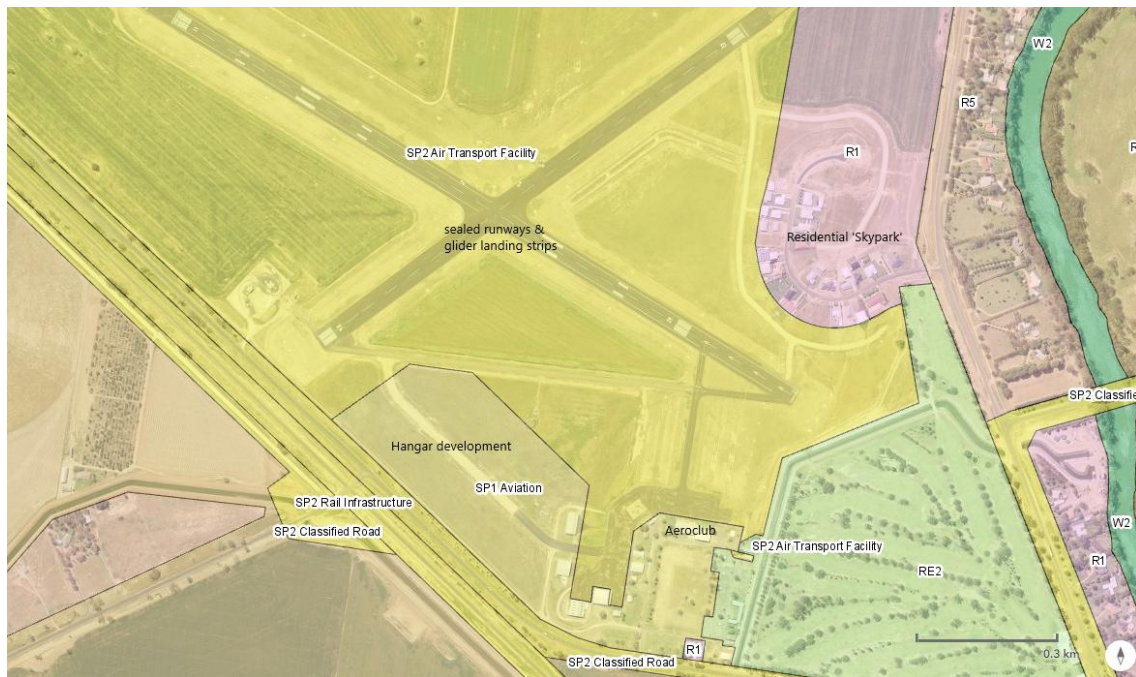 W2
R5
SP2 Air Transport Facility
R1
sealed runways &
glider landing strips
Residential 'Skypark'
SP2 Classifie
Hangar development
SP1 Aviation
SP2 Rail Infrastructure
SP2 Classified Road
Aeroclub
SP2 Air Transport Facility
W2
R1
RE2
R1
SP2 Classified Road
0.3 km